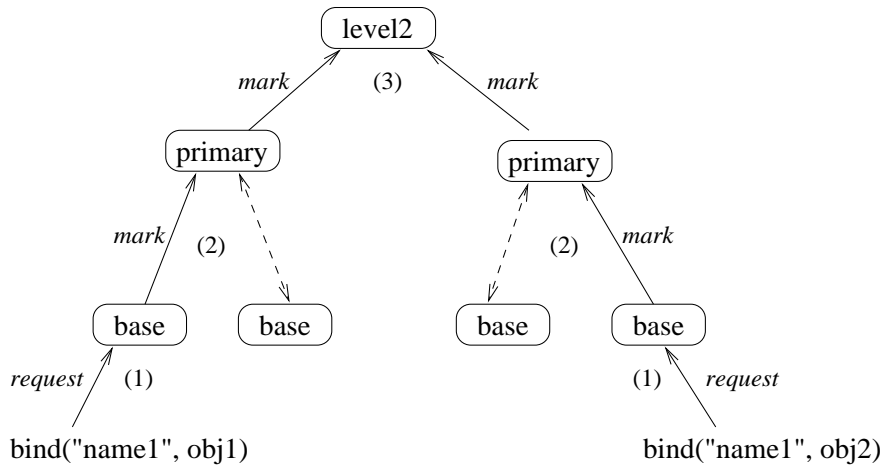 level2
mark (3) mark
primary primary
mark (2) (2) mark
base base base base
request (1) (1) request
bind("name1", obj1) bind("name1", obj2)